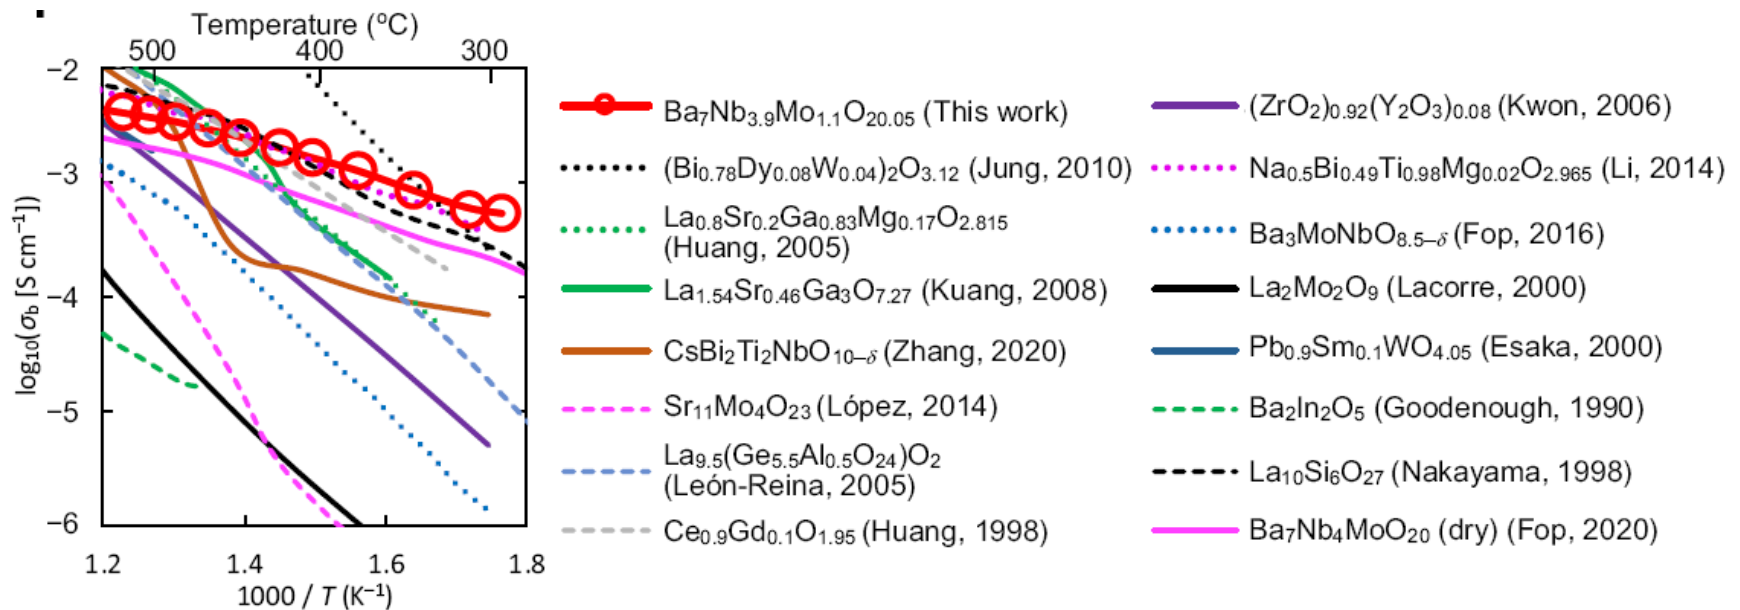 Temperature (ºC)
500 400 300
−2
−3
−4
−5
−6
log₁₀(σb [S cm⁻¹])
1.2 1.4 1.6 1.8
1000 / T (K⁻¹)
Ba₇Nb₃.₉Mo₁.₁O₂₀.₀₅ (This work)
(Bi₀.₇₈Dy₀.₀₈W₀.₀₄)₂O₃.₁₂ (Jung, 2010)
La₀.₈Sr₀.₂Ga₀.₈₃Mg₀.₁₇O₂.₈₁₅
(Huang, 2005)
La₁.₅₄Sr₀.₄₆Ga₃O₇.₂₇ (Kuang, 2008)
CsBi₂Ti₂NbO₁₀₋δ (Zhang, 2020)
Sr₁₁Mo₄O₂₃ (López, 2014)
La₉.₅(Ge₅.₅Al₀.₅O₂₄)O₂
(León-Reina, 2005)
Ce₀.₉Gd₀.₁O₁.₉₅ (Huang, 1998)
(ZrO₂)₀.₉₂(Y₂O₃)₀.₀₈ (Kwon, 2006)
Na₀.₅Bi₀.₄₉Ti₀.₉₈Mg₀.₀₂O₂.₉₆₅ (Li, 2014)
Ba₃MoNbO₈.₅₋δ (Fop, 2016)
La₂Mo₂O₉ (Lacorre, 2000)
Pb₀.₉Sm₀.₁WO₄.₀₅ (Esaka, 2000)
Ba₂In₂O₅ (Goodenough, 1990)
La₁₀Si₆O₂₇ (Nakayama, 1998)
Ba₇Nb₄MoO₂₀ (dry) (Fop, 2020)